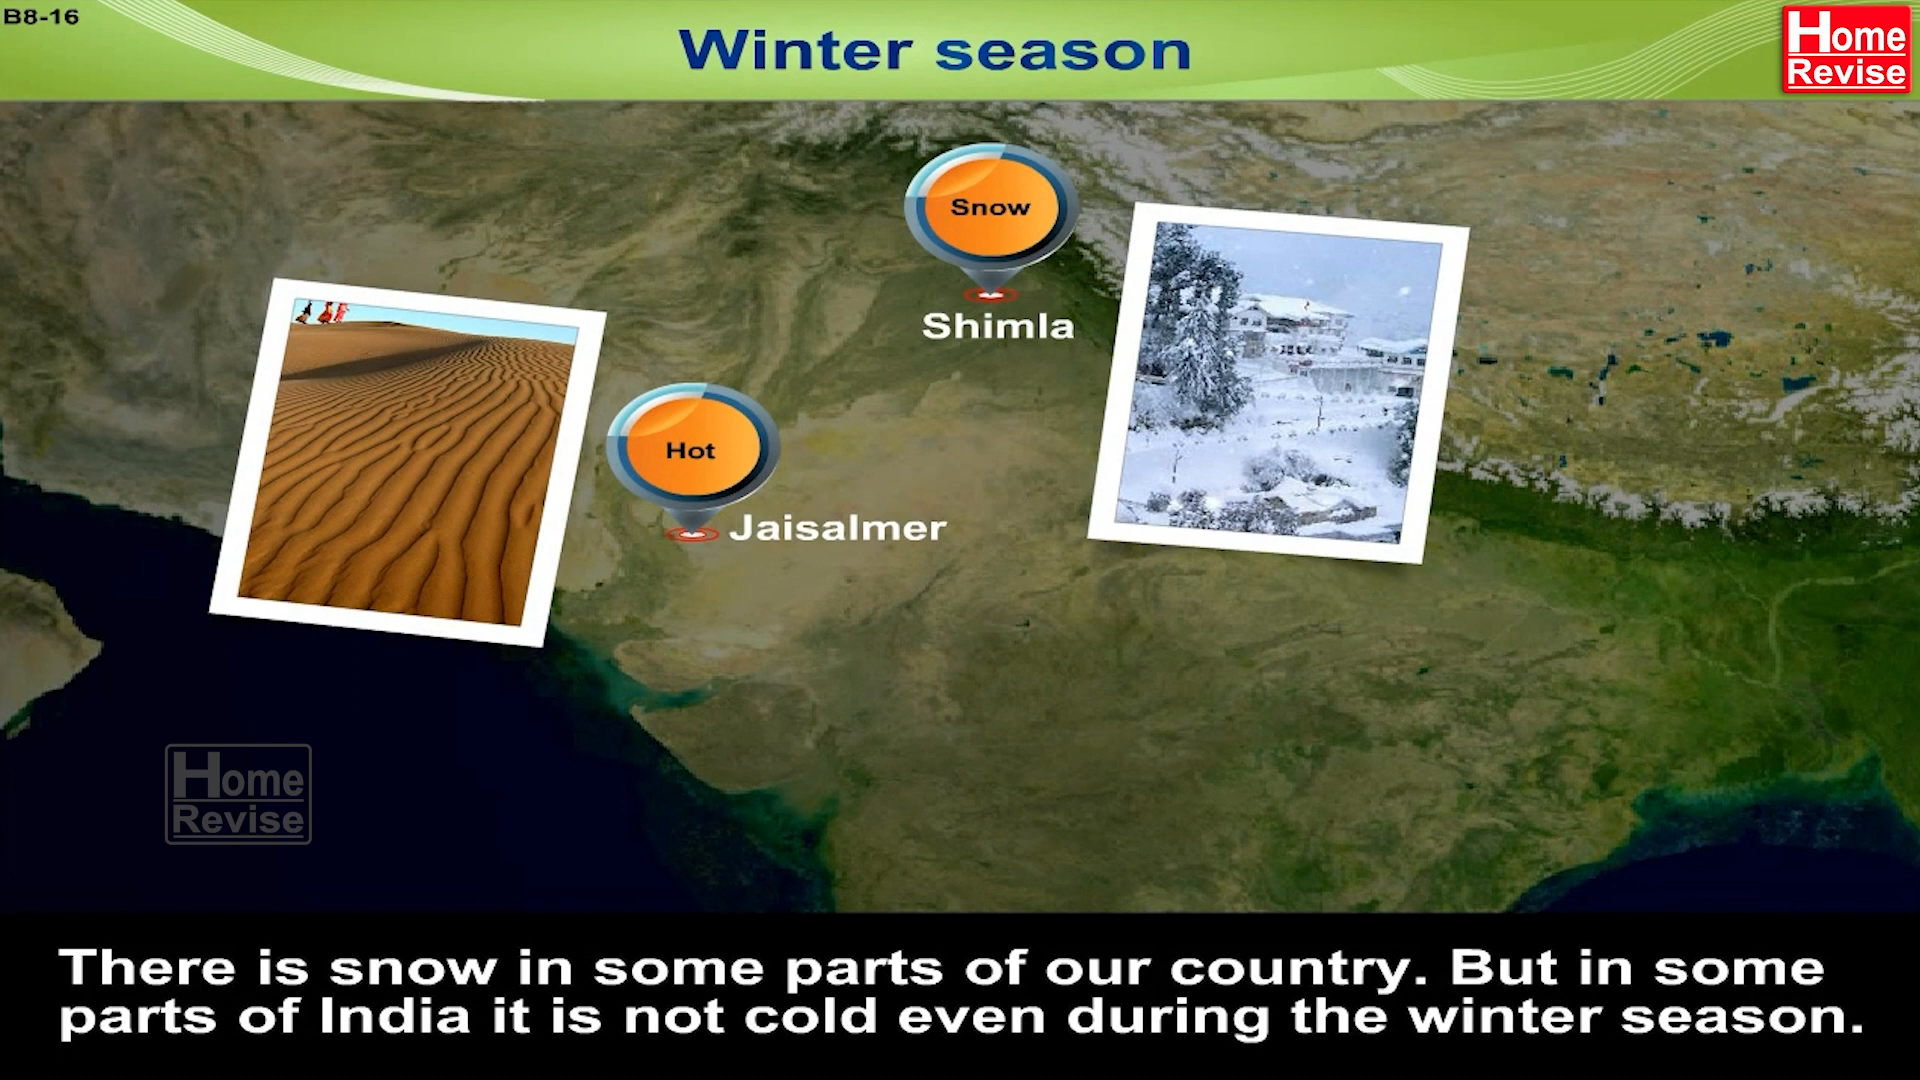 B8-16
Winter season
Home
Revise
Snow
Shimla
Hot
Jaisalmer
Home
Revise
There is snow in some parts of our country. But in some
parts of India it is not cold even during the winter season.